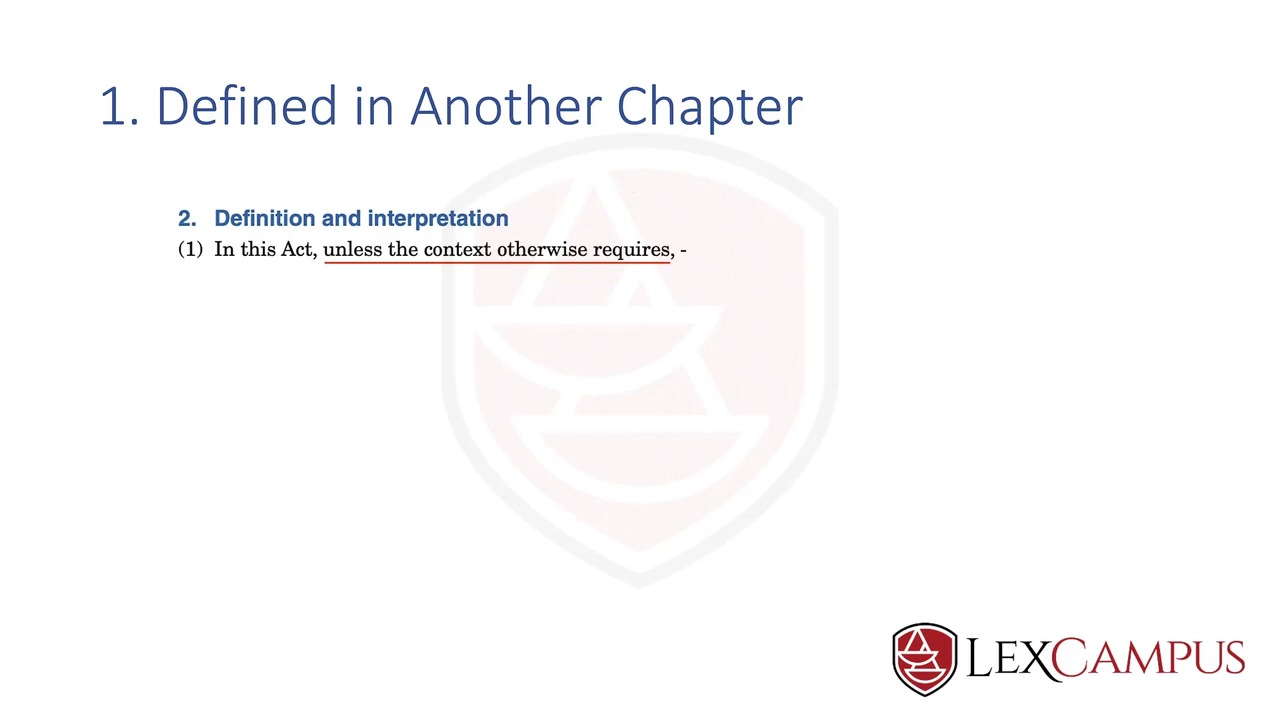 1. Defined in Another Chapter
2. Definition and interpretation
(1) In this Act, unless the context otherwise requires, -
LEXCAMPUS